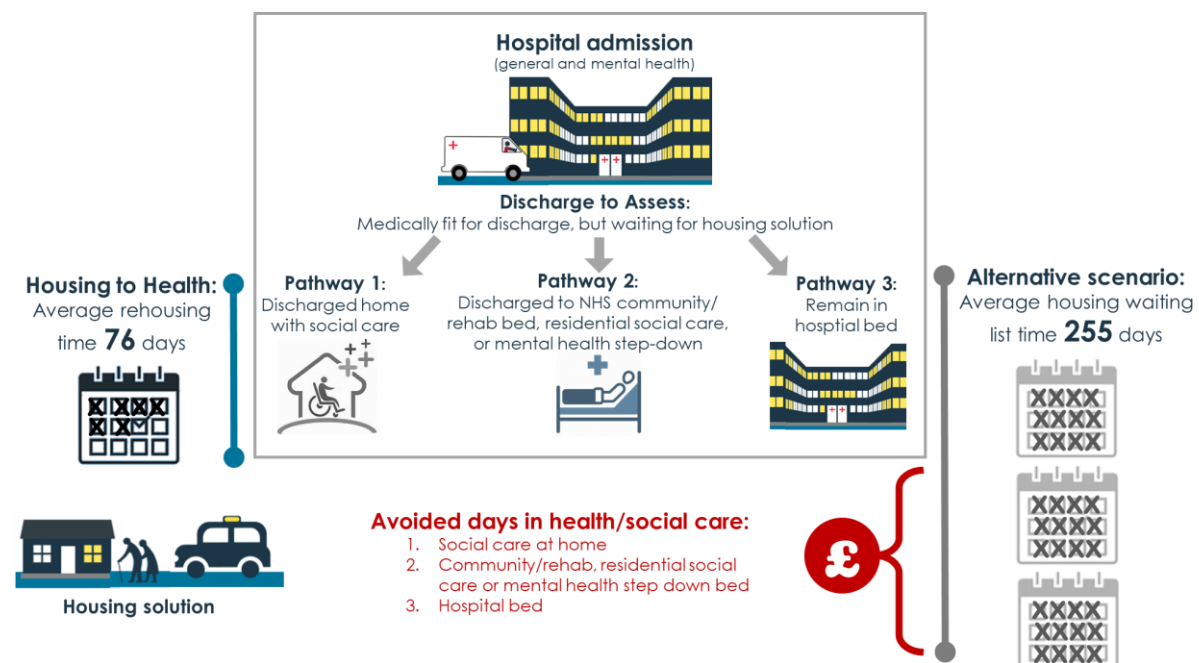 Hospital admission
(general and mental health)
Discharge to Assess:
Medically fit for discharge, but waiting for housing solution
Housing to Health:
Average rehousing
time 76 days
Pathway 1:
Discharged home
with social care
Pathway 2:
Discharged to NHS community/
rehab bed, residential social care,
or mental health step-down
Pathway 3:
Remain in
hosptial bed
Alternative scenario:
Average housing waiting
list time 255 days
Housing solution
Avoided days in health/social care:
1. Social care at home
2. Community/rehab, residential social
care or mental health step down bed
3. Hospital bed
£